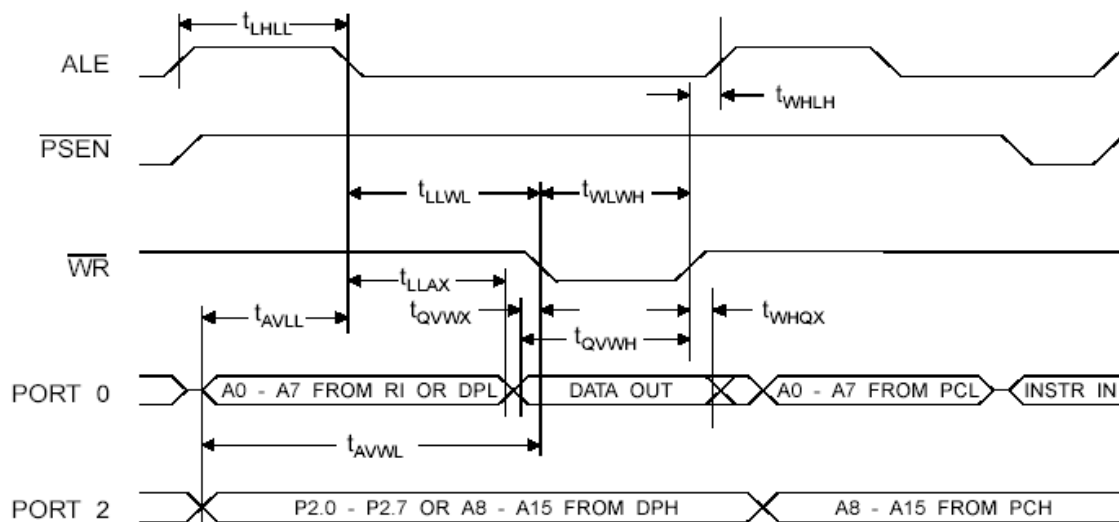 tLHLL
ALE
tWHLH
PSEN
tLLWL tWLWH
WR
tLLAX
tAVLL tQVWX tWHQX
tQVWH
PORT 0 A0 - A7 FROM RI OR DPL DATA OUT A0 - A7 FROM PCL INSTR IN
tAVWL
PORT 2 P2.0 - P2.7 OR A8 - A15 FROM DPH A8 - A15 FROM PCH